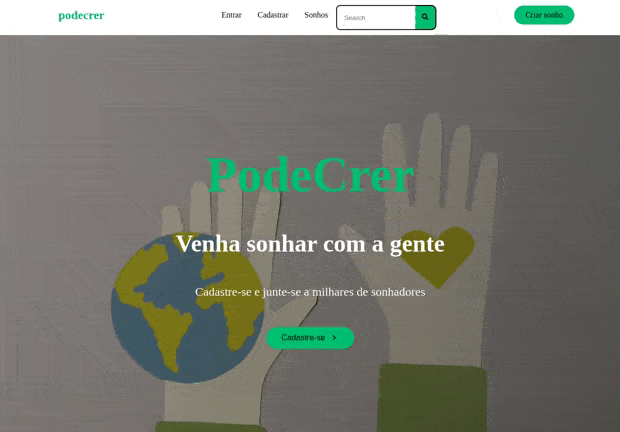 podecrer
Entrar Cadastrar Sonhos Search Criar sonho
PodeCrer
Venha sonhar com a gente
Cadastre-se e junte-se a milhares de sonhadores
Cadastre-se